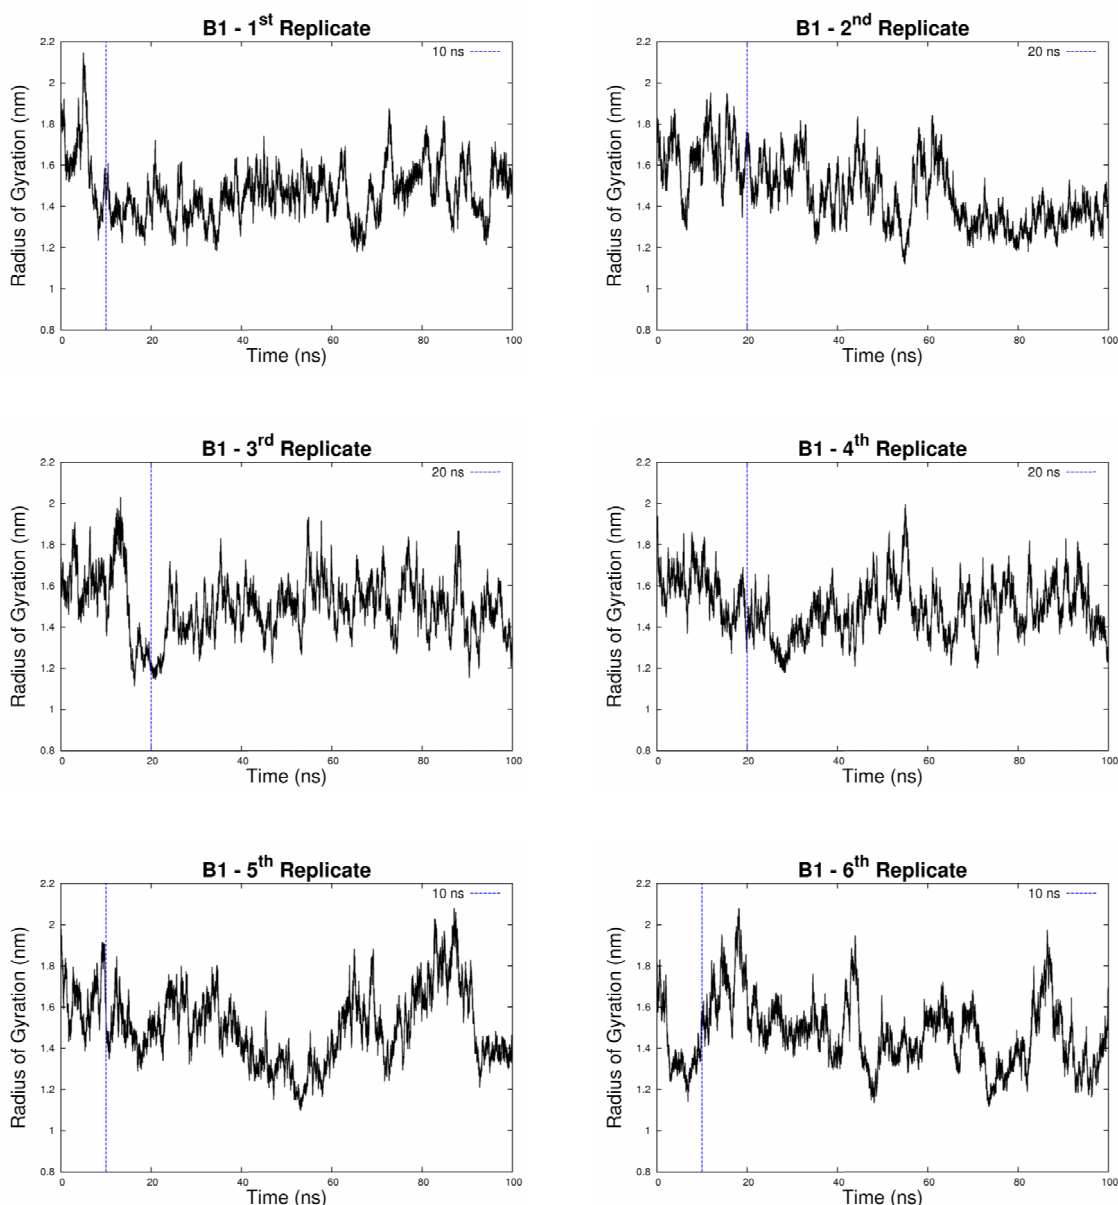 B1 - 1st Replicate
10 ns
Radius of Gyration (nm)
2.2
2
1.8
1.6
1.4
1.2
1
0.8
0 20 40 60 80 100
Time (ns)
B1 - 2nd Replicate
20 ns
Radius of Gyration (nm)
2.2
2
1.8
1.6
1.4
1.2
1
0.8
0 20 40 60 80 100
Time (ns)
B1 - 3rd Replicate
20 ns
Radius of Gyration (nm)
2.2
2
1.8
1.6
1.4
1.2
1
0.8
0 20 40 60 80 100
Time (ns)
B1 - 4th Replicate
20 ns
Radius of Gyration (nm)
2.2
2
1.8
1.6
1.4
1.2
1
0.8
0 20 40 60 80 100
Time (ns)
B1 - 5th Replicate
10 ns
Radius of Gyration (nm)
2.2
2
1.8
1.6
1.4
1.2
1
0.8
0 20 40 60 80 100
Time (ns)
B1 - 6th Replicate
10 ns
Radius of Gyration (nm)
2.2
2
1.8
1.6
1.4
1.2
1
0.8
0 20 40 60 80 100
Time (ns)